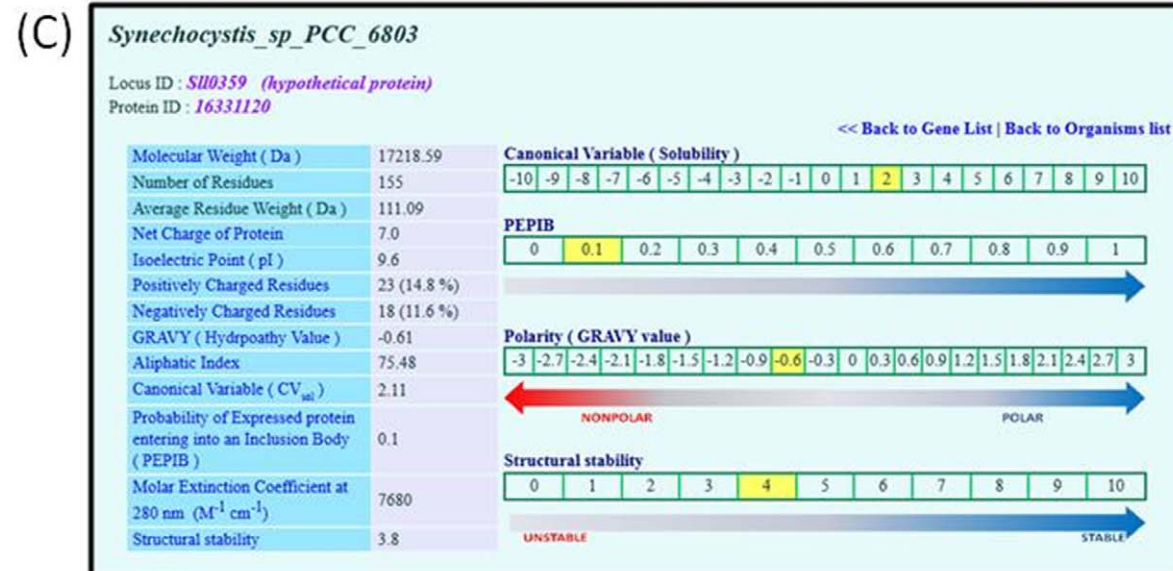 (C)
Synechocystis_sp_PCC_6803
Locus ID : Sll0359 (hypothetical protein)
Protein ID : 16331120
<< Back to Gene List | Back to Organisms list
Molecular Weight ( Da ) 17218.59
Number of Residues 155
Average Residue Weight ( Da ) 111.09
Net Charge of Protein 7.0
Isoelectric Point ( pI ) 9.6
Positively Charged Residues 23 (14.8 %)
Negatively Charged Residues 18 (11.6 %)
GRAVY ( Hydrpoathy Value ) -0.61
Aliphatic Index 75.48
Canonical Variable ( CVsol ) 2.11
Probability of Expressed protein
entering into an Inclusion Body 0.1
( PEPIB )
Molar Extinction Coefficient at
280 nm (M-1 cm-1) 7680
Structural stability 3.8
Canonical Variable ( Solubility )
-10 -9 -8 -7 -6 -5 -4 -3 -2 -1 0 1 2 3 4 5 6 7 8 9 10
PEPIB
0 0.1 0.2 0.3 0.4 0.5 0.6 0.7 0.8 0.9 1
Polarity ( GRAVY value )
-3 -2.7 -2.4 -2.1 -1.8 -1.5 -1.2 -0.9 -0.6 -0.3 0 0.3 0.6 0.9 1.2 1.5 1.8 2.1 2.4 2.7 3
NONPOLAR POLAR
Structural stability
0 1 2 3 4 5 6 7 8 9 10
UNSTABLE STABLE